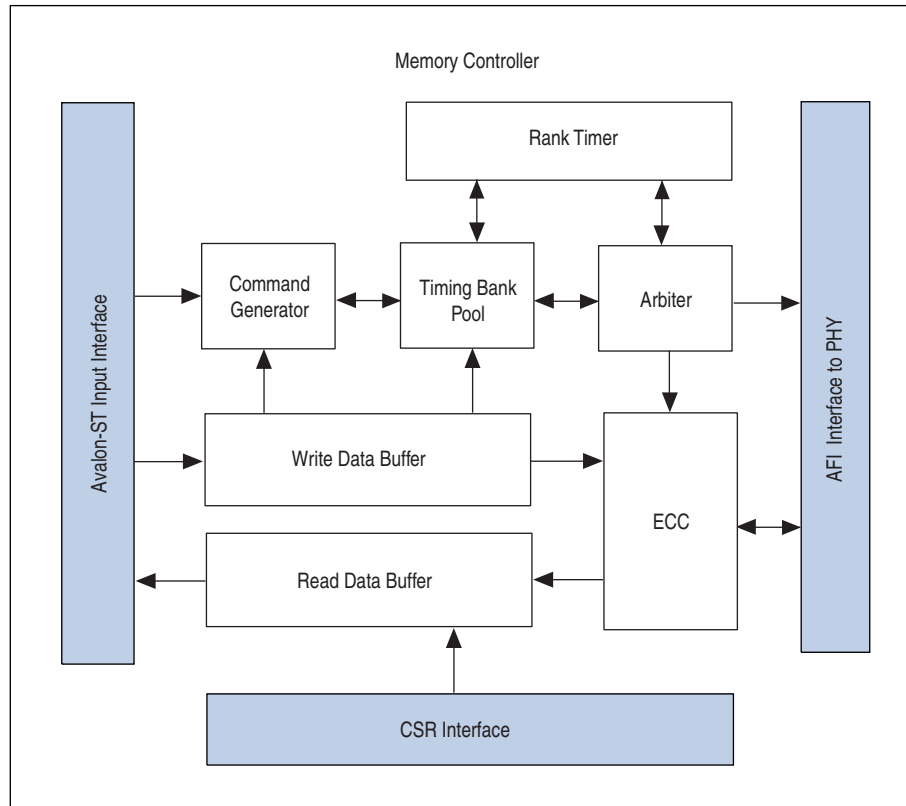 Memory Controller
Rank Timer
Command
Generator
Timing Bank
Pool
Arbiter
Avalon-ST Input Interface
Write Data Buffer
ECC
AFI Interface to PHY
Read Data Buffer
CSR Interface